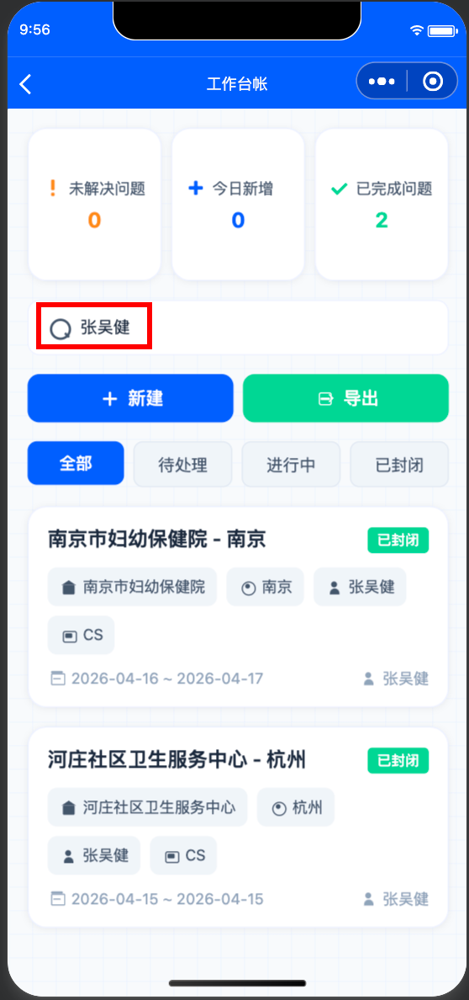 9:56
工作台帐
未解决问题
0
今日新增
0
已完成问题
2
张吴健
新建
导出
全部 待处理 进行中 已封闭
南京市妇幼保健院 - 南京 已封闭
南京市妇幼保健院 南京 张吴健
CS
2026-04-16 ~ 2026-04-17 张吴健
河庄社区卫生服务中心 - 杭州 已封闭
河庄社区卫生服务中心 杭州
张吴健 CS
2026-04-15 ~ 2026-04-15 张吴健